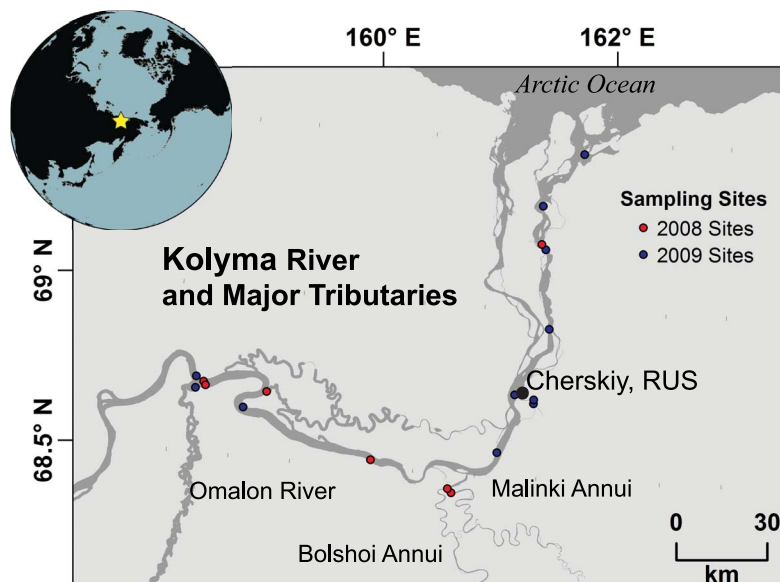 160° E
162° E
Arctic Ocean
Sampling Sites
2008 Sites
2009 Sites
Kolyma River
and Major Tributaries
69° N
Cherskiy, RUS
68.5° N
Omalon River
Malinki Annui
Bolshoi Annui
0
30
km